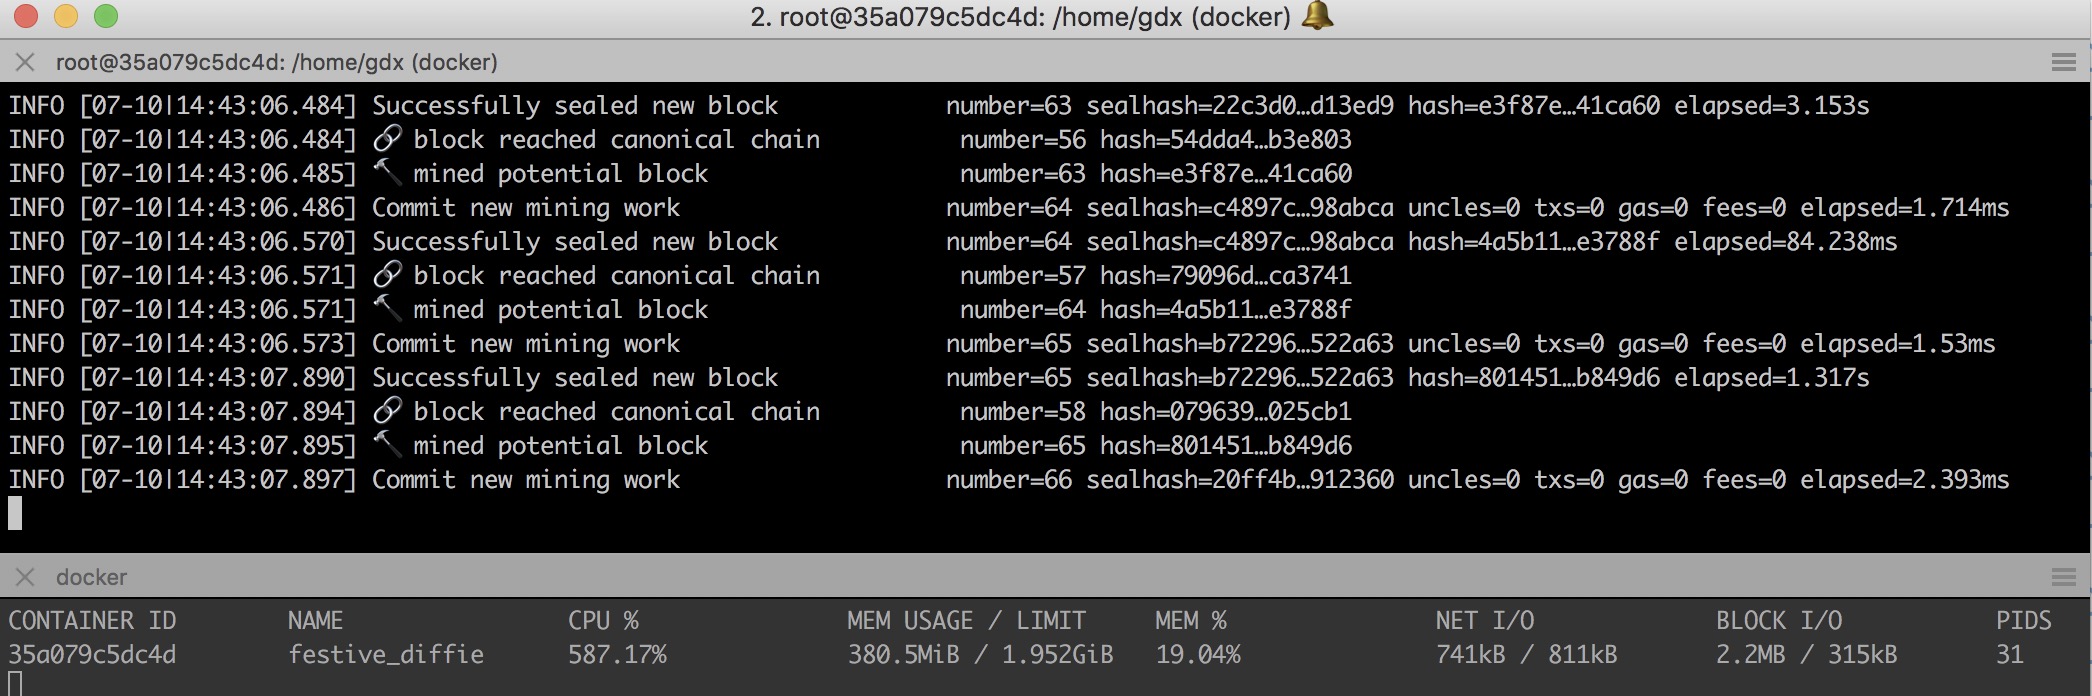 2. root@35a079c5dc4d: /home/gdx (docker) 🔔
root@35a079c5dc4d: /home/gdx (docker)
INFO [07-10|14:43:06.484] Successfully sealed new block            number=63 sealhash=22c3d0…d13ed9 hash=e3f87e…41ca60 elapsed=3.153s
INFO [07-10|14:43:06.484] 🔗 block reached canonical chain          number=56 hash=54dda4…b3e803
INFO [07-10|14:43:06.485] 🔨 mined potential block                  number=63 hash=e3f87e…41ca60
INFO [07-10|14:43:06.486] Commit new mining work                   number=64 sealhash=c4897c…98abca uncles=0 txs=0 gas=0 fees=0 elapsed=1.714ms
INFO [07-10|14:43:06.570] Successfully sealed new block            number=64 sealhash=c4897c…98abca hash=4a5b11…e3788f elapsed=84.238ms
INFO [07-10|14:43:06.571] 🔗 block reached canonical chain          number=57 hash=79096d…ca3741
INFO [07-10|14:43:06.571] 🔨 mined potential block                  number=64 hash=4a5b11…e3788f
INFO [07-10|14:43:06.573] Commit new mining work                   number=65 sealhash=b72296…522a63 uncles=0 txs=0 gas=0 fees=0 elapsed=1.53ms
INFO [07-10|14:43:07.890] Successfully sealed new block            number=65 sealhash=b72296…522a63 hash=801451…b849d6 elapsed=1.317s
INFO [07-10|14:43:07.894] 🔗 block reached canonical chain          number=58 hash=079639…025cb1
INFO [07-10|14:43:07.895] 🔨 mined potential block                  number=65 hash=801451…b849d6
INFO [07-10|14:43:07.897] Commit new mining work                   number=66 sealhash=20ff4b…912360 uncles=0 txs=0 gas=0 fees=0 elapsed=2.393ms
docker
CONTAINER ID        NAME                CPU %               MEM USAGE / LIMIT     MEM %               NET I/O             BLOCK I/O           PIDS
35a079c5dc4d        festive_diffie      587.17%             380.5MiB / 1.952GiB   19.04%              741kB / 811kB       2.2MB / 315kB       31